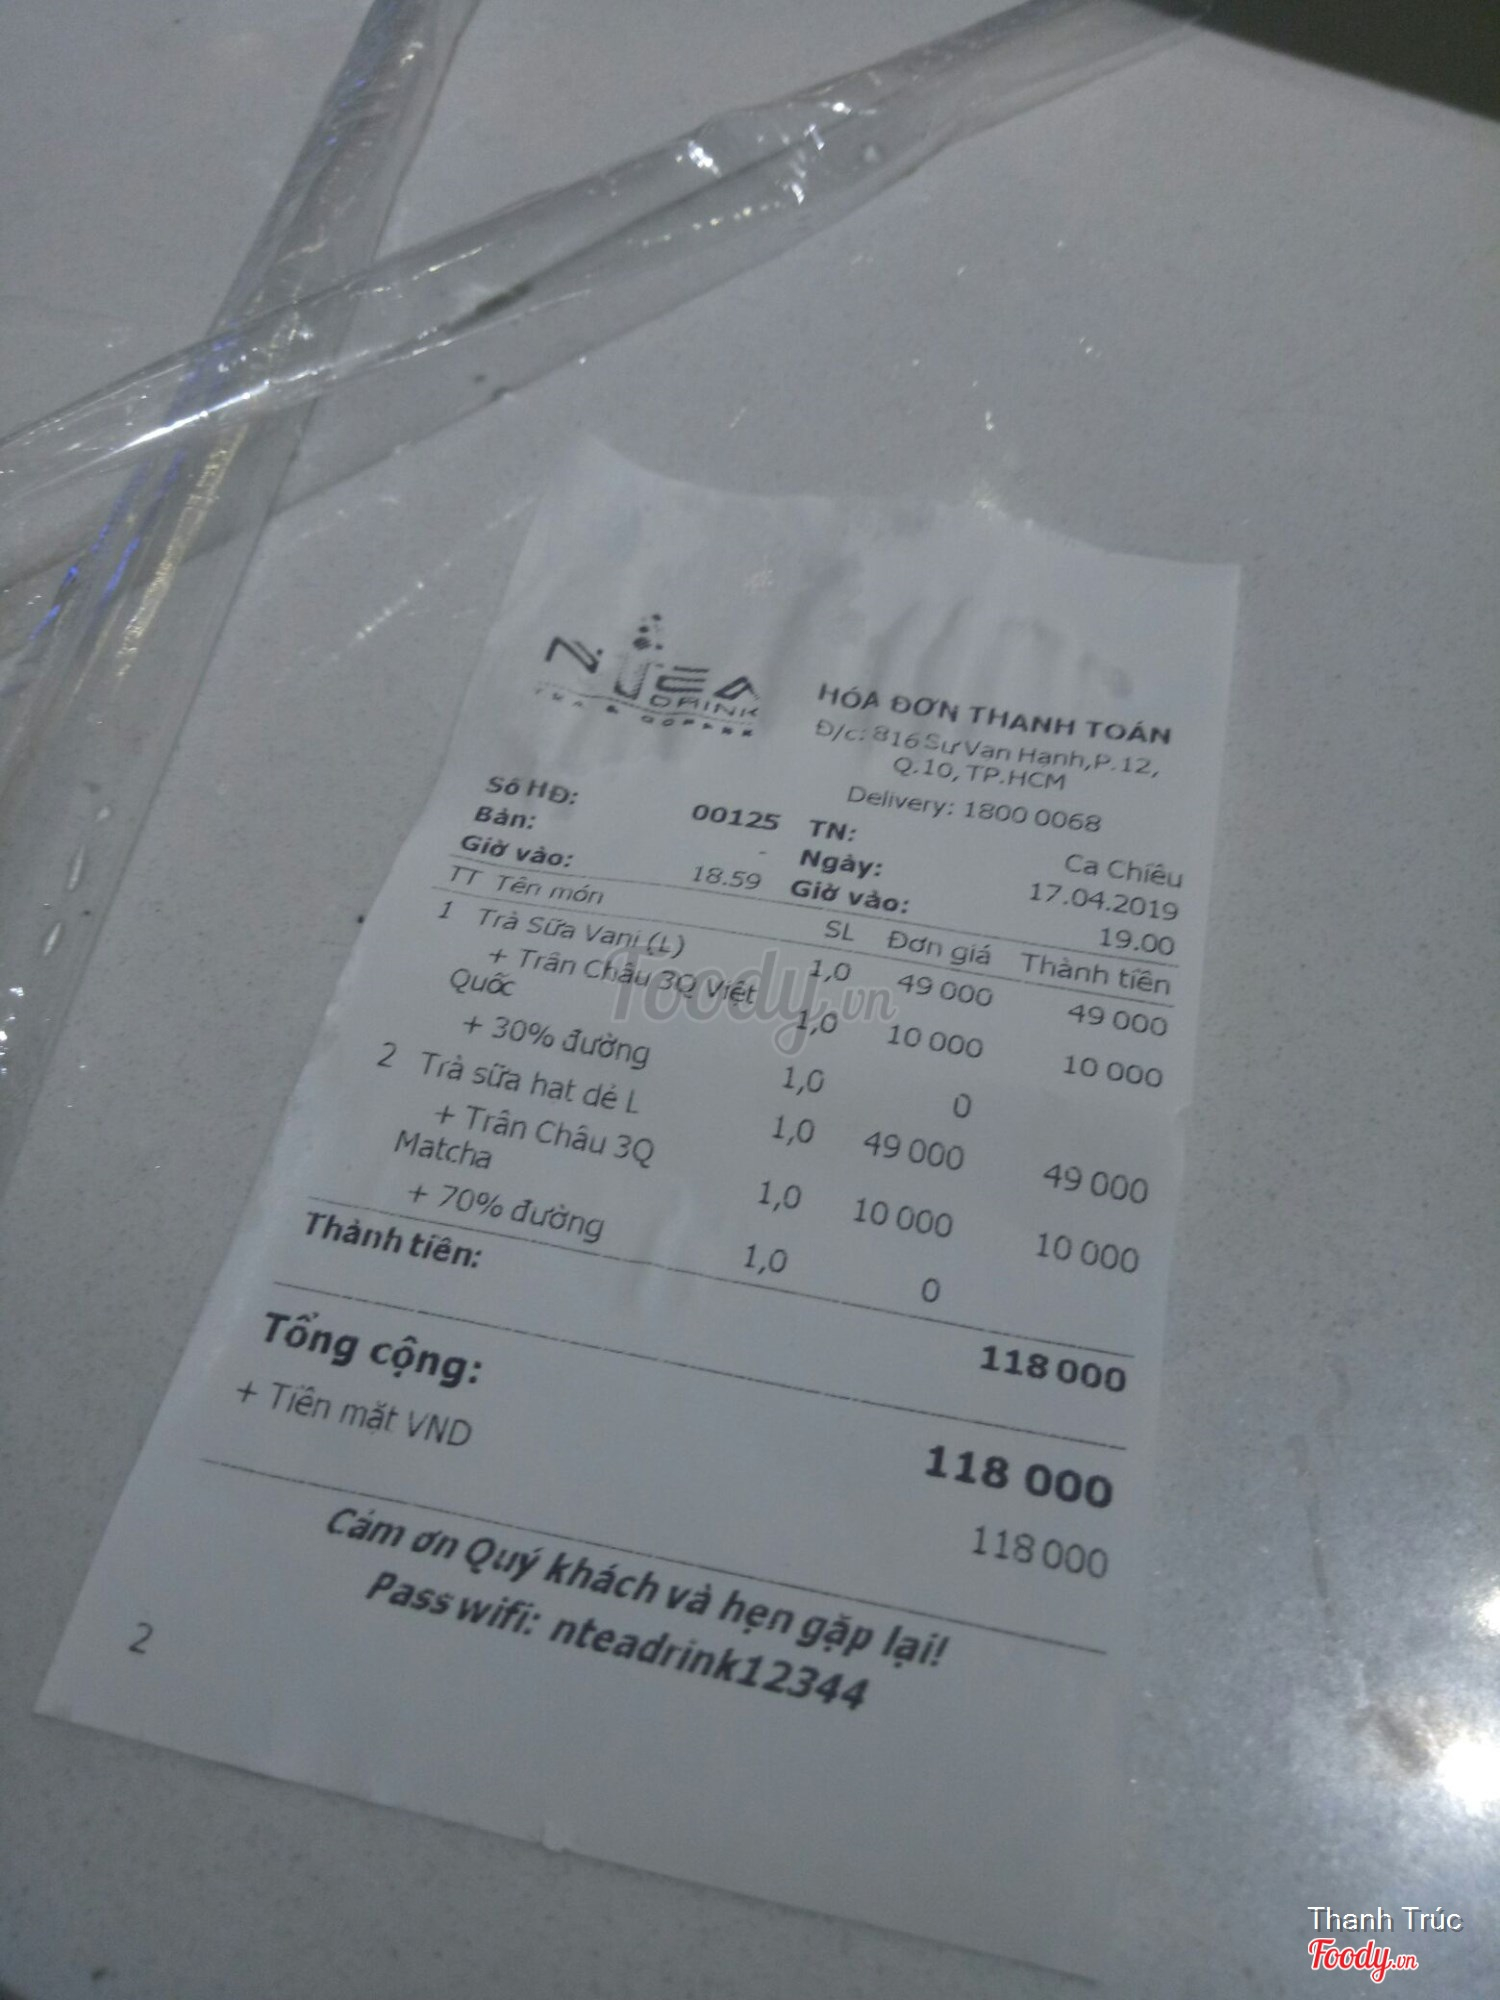 N.TEA
DRINK
TEA & COFFEE
HÓA ĐƠN THANH TOÁN
Đ/c: 816 Sư Vạn Hạnh,P.12,
Q.10, TP.HCM
Delivery: 1800 0068
Số HĐ: 00125 TN: Ca Chiều
Bàn: - Ngày: 17.04.2019
Giờ vào: 18.59 Giờ vào: 19.00
TT Tên món SL Đơn giá Thành tiền
1 Trà Sữa Vani (L) 1,0 49 000 49 000
+ Trân Châu 3Q Việt Quốc 1,0 10 000 10 000
+ 30% đường 1,0 0
2 Trà sữa hạt dẻ L 1,0 49 000 49 000
+ Trân Châu 3Q Matcha 1,0 10 000 10 000
+ 70% đường 1,0 0
Thành tiền: 118 000
Tổng cộng: 118 000
+ Tiền mặt VND 118 000
Cảm ơn Quý khách và hẹn gặp lại!
Pass wifi: nteadrink12344
2
Foody.vn
Thanh Trúc
Foody.vn